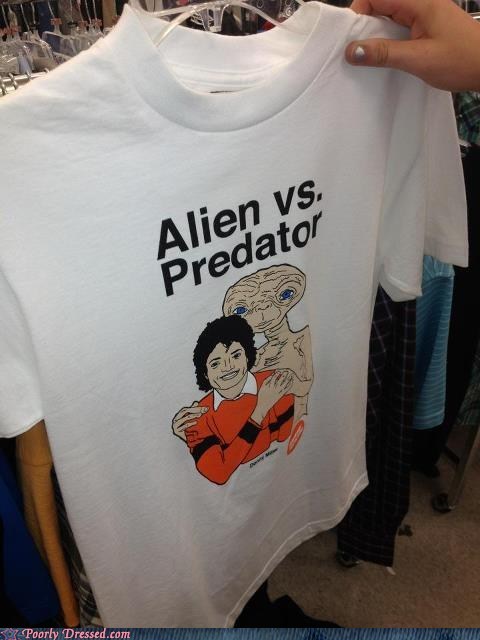 Alien vs.
Predator
Poorly Dressed.com